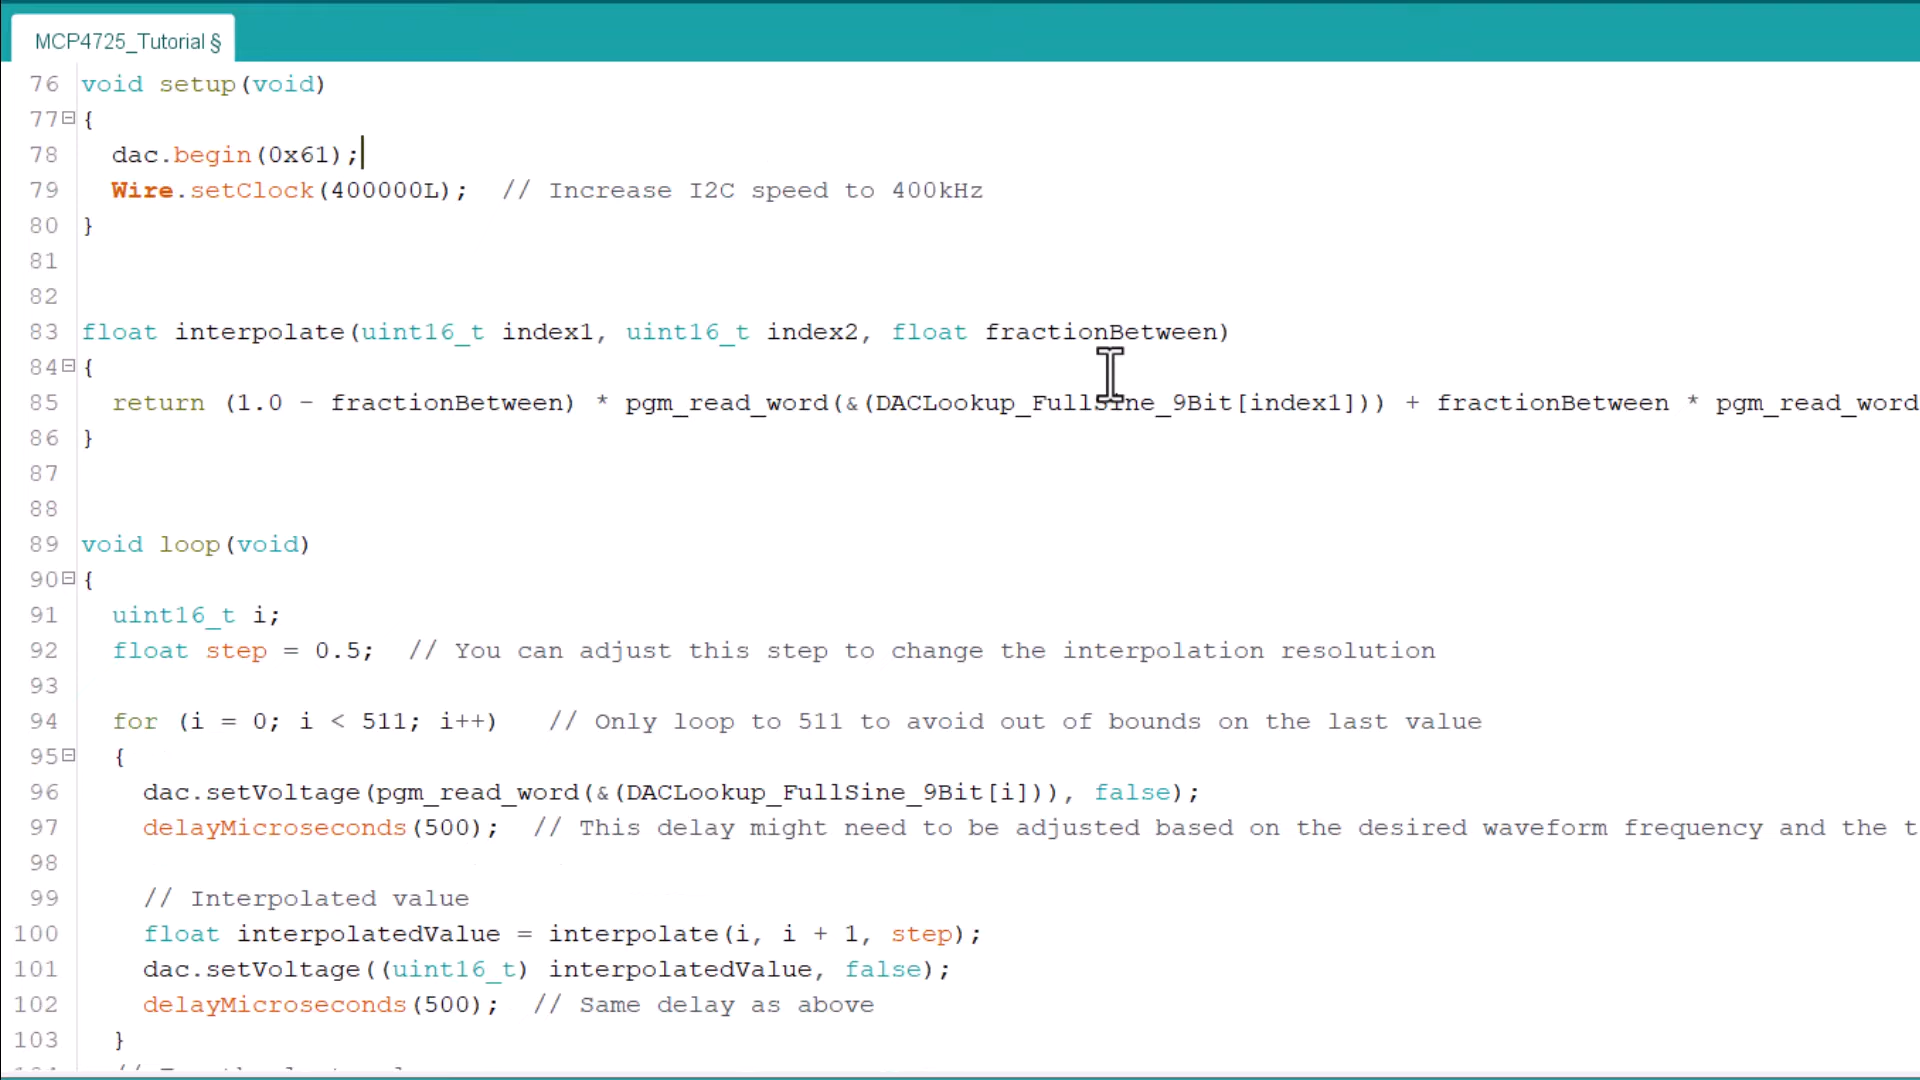 MCP4725_Tutorial §
76 void setup(void)
77 {
78 dac.begin(0x61);
79 Wire.setClock(400000L); // Increase I2C speed to 400kHz
80 }
81
82
83 float interpolate(uint16_t index1, uint16_t index2, float fractionBetween)
84 {
85 return (1.0 - fractionBetween) * pgm_read_word(&(DACLookup_FullSine_9Bit[index1])) + fractionBetween * pgm_read_word
86 }
87
88
89 void loop(void)
90 {
91 uint16_t i;
92 float step = 0.5; // You can adjust this step to change the interpolation resolution
93
94 for (i = 0; i < 511; i++) // Only loop to 511 to avoid out of bounds on the last value
95 {
96 dac.setVoltage(pgm_read_word(&(DACLookup_FullSine_9Bit[i])), false);
97 delayMicroseconds(500); // This delay might need to be adjusted based on the desired waveform frequency and the t
98
99 // Interpolated value
100 float interpolatedValue = interpolate(i, i + 1, step);
101 dac.setVoltage((uint16_t) interpolatedValue, false);
102 delayMicroseconds(500); // Same delay as above
103 }